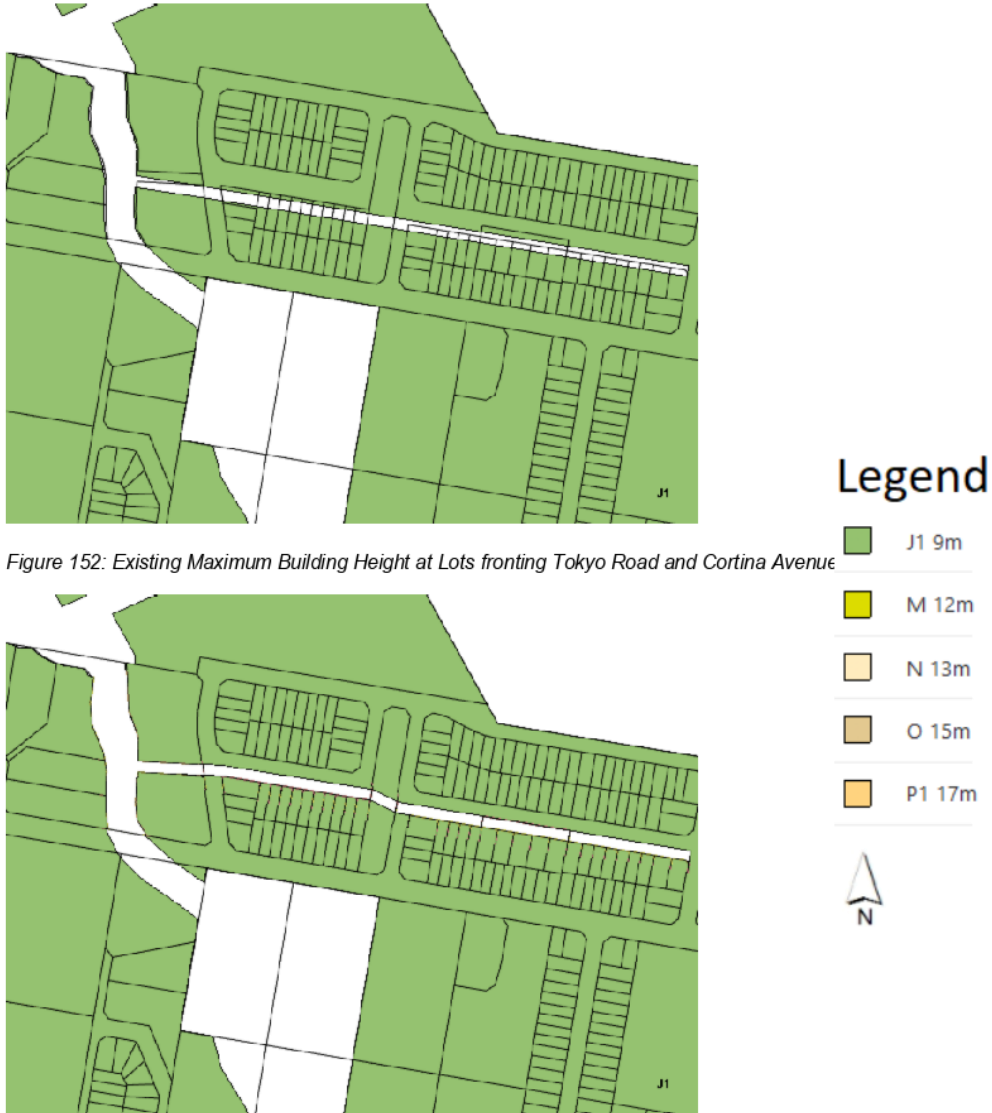 J1
Figure 152: Existing Maximum Building Height at Lots fronting Tokyo Road and Cortina Avenue
J1
Legend
J1 9m
M 12m
N 13m
O 15m
P1 17m
N